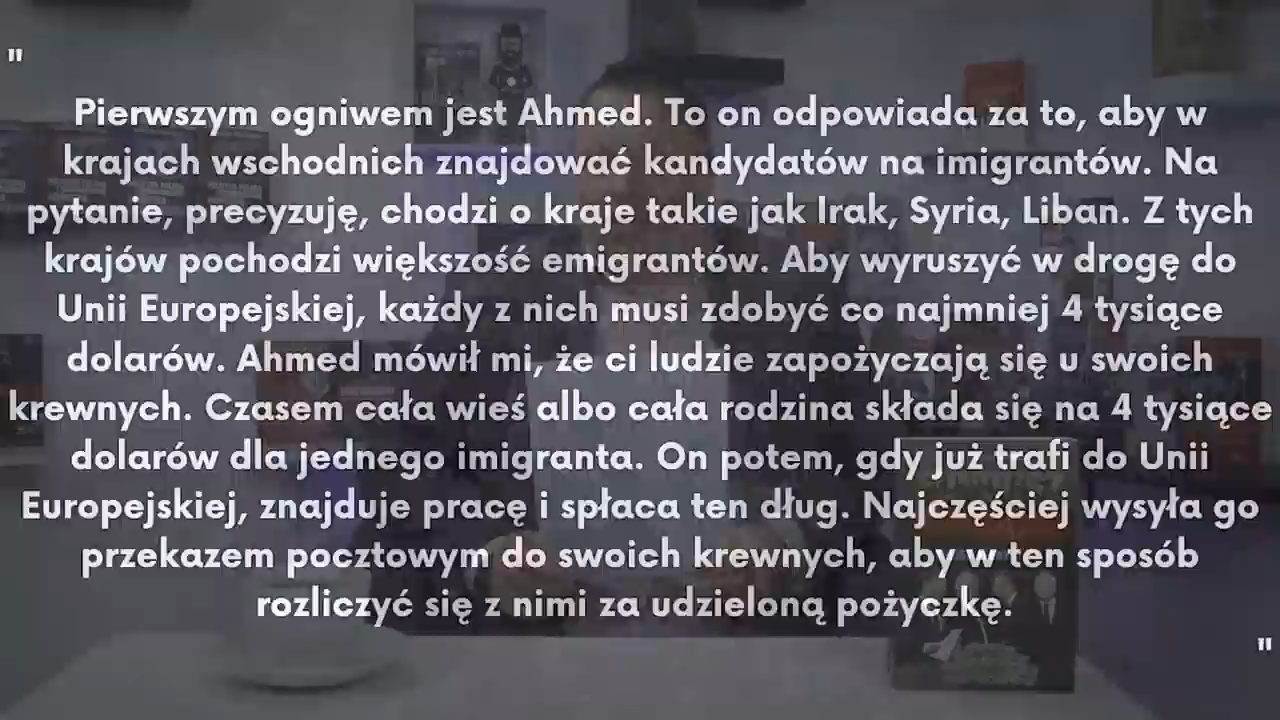 "
Pierwszym ogniwem jest Ahmed. To on odpowiada za to, aby w
krajach wschodnich znajdować kandydatów na imigrantów. Na
pytanie, precyzuję, chodzi o kraje takie jak Irak, Syria, Liban. Z tych
krajów pochodzi większość emigrantów. Aby wyruszyć w drogę do
Unii Europejskiej, każdy z nich musi zdobyć co najmniej 4 tysiące
dolarów. Ahmed mówił mi, że ci ludzie zapożyczają się u swoich
krewnych. Czasem cała wieś albo cała rodzina składa się na 4 tysiące
dolarów dla jednego imigranta. On potem, gdy już trafi do Unii
Europejskiej, znajduje pracę i spłaca ten dług. Najczęściej wysyła go
przekazem pocztowym do swoich krewnych, aby w ten sposób
rozliczyć się z nimi za udzieloną pożyczkę.
"